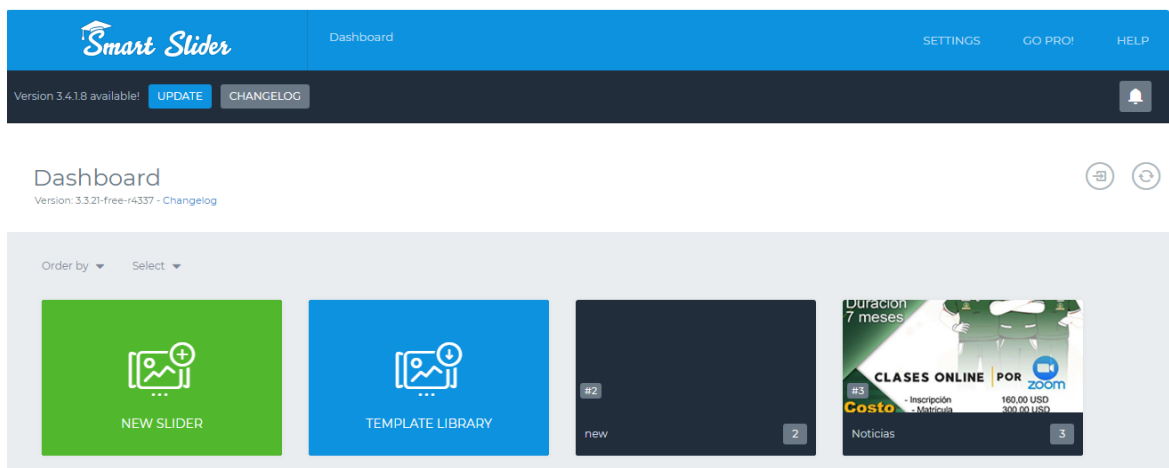 Smart Slider
Dashboard
SETTINGS
GO PRO!
HELP
Version 3.4.1.8 available!
UPDATE
CHANGELOG
Dashboard
Version: 3.3.21-free-r4337 - Changelog
Order by
Select
NEW SLIDER
TEMPLATE LIBRARY
#2
new
2
Duración
7 meses
CLASES ONLINE POR zoom
#3
Costo
- Inscripción 160,00 USD
- Matricula 300 00 USD
Noticias
3